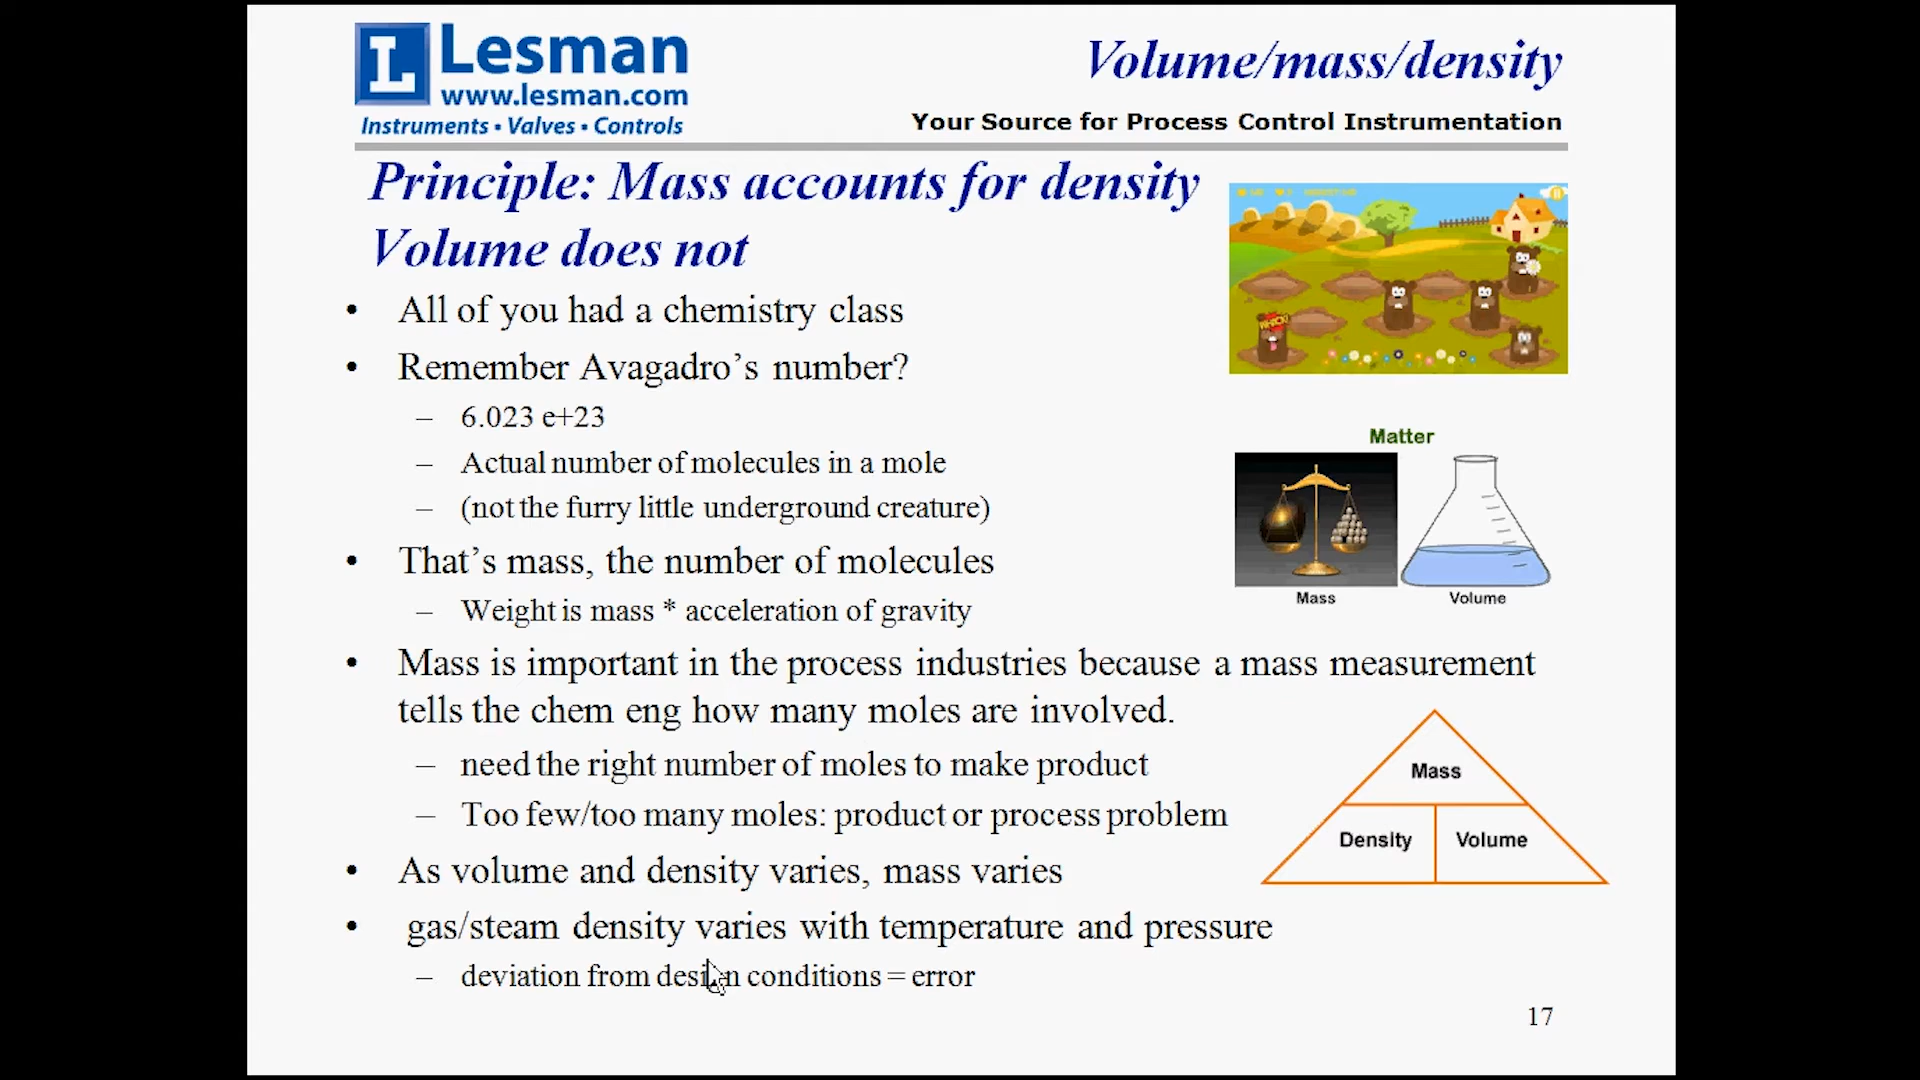 Lesman
www.lesman.com
Instruments • Valves • Controls
Volume/mass/density
Your Source for Process Control Instrumentation
Principle: Mass accounts for density
Volume does not
• All of you had a chemistry class
• Remember Avagadro's number?
– 6.023 e+23
– Actual number of molecules in a mole
– (not the furry little underground creature)
• That's mass, the number of molecules
– Weight is mass * acceleration of gravity
• Mass is important in the process industries because a mass measurement
tells the chem eng how many moles are involved.
– need the right number of moles to make product
– Too few/too many moles: product or process problem
• As volume and density varies, mass varies
• gas/steam density varies with temperature and pressure
– deviation from design conditions = error
WHACK!
Matter
Mass
Volume
Mass
Density
Volume
17